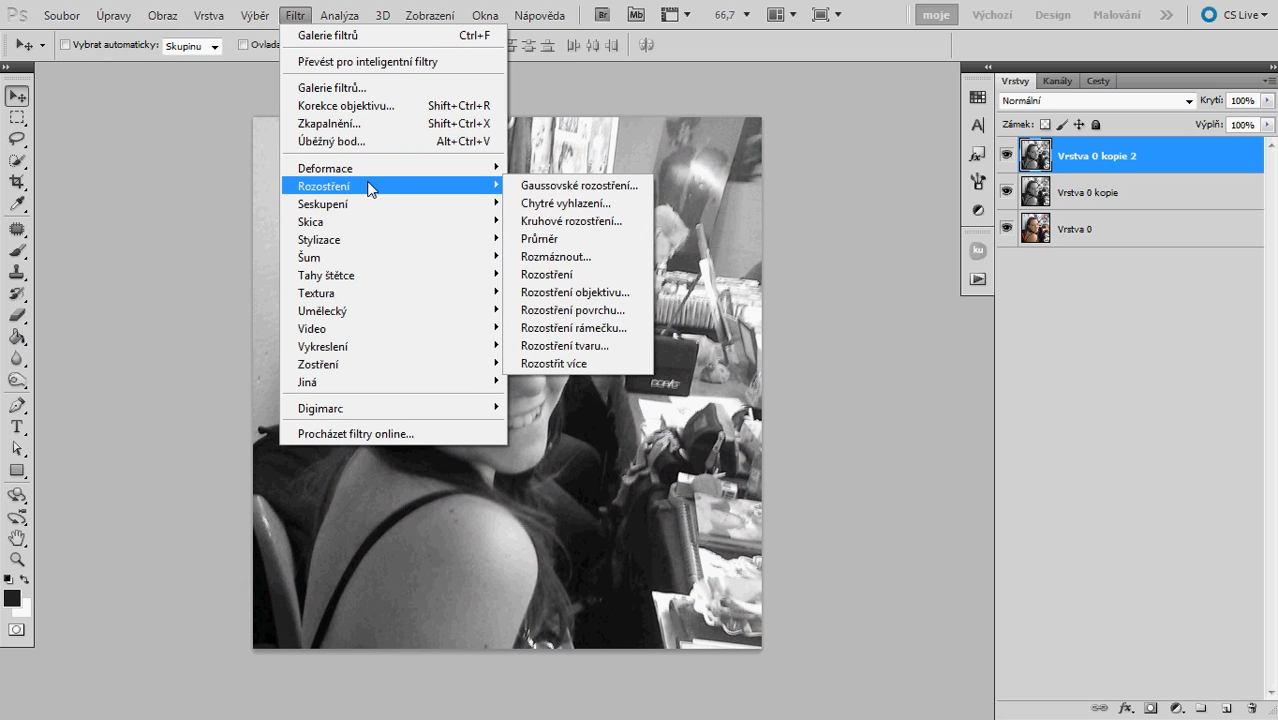 Ps Soubor Úpravy Obraz Vrstva Výběr Filtr Analýza 3D Zobrazení Okna Nápověda Br Mb 66,7 moje Výchozí Design Malování CS Live
Vybrat automaticky: Skupinu
Galerie filtrů Ctrl+F
Převést pro inteligentní filtry
Galerie filtrů...
Korekce objektivu... Shift+Ctrl+R
Zkapalnění... Shift+Ctrl+X
Úběžný bod... Alt+Ctrl+V
Deformace
Rozostření
Seskupení
Skica
Stylizace
Šum
Tahy štětce
Textura
Umělecký
Video
Vykreslení
Zostření
Jiná
Digimarc
Procházet filtry online...
Gaussovské rozostření...
Chytré vyhlazení...
Kruhové rozostření...
Průměr
Rozmáznout...
Rozostření
Rozostření objektivu...
Rozostření povrchu...
Rozostření rámečku...
Rozostření tvaru...
Rozostřit více
Vrstvy Kanály Cesty
Normální Krytí: 100%
Zámek: Výplň: 100%
Vrstva 0 kopie 2
Vrstva 0 kopie
Vrstva 0
ku